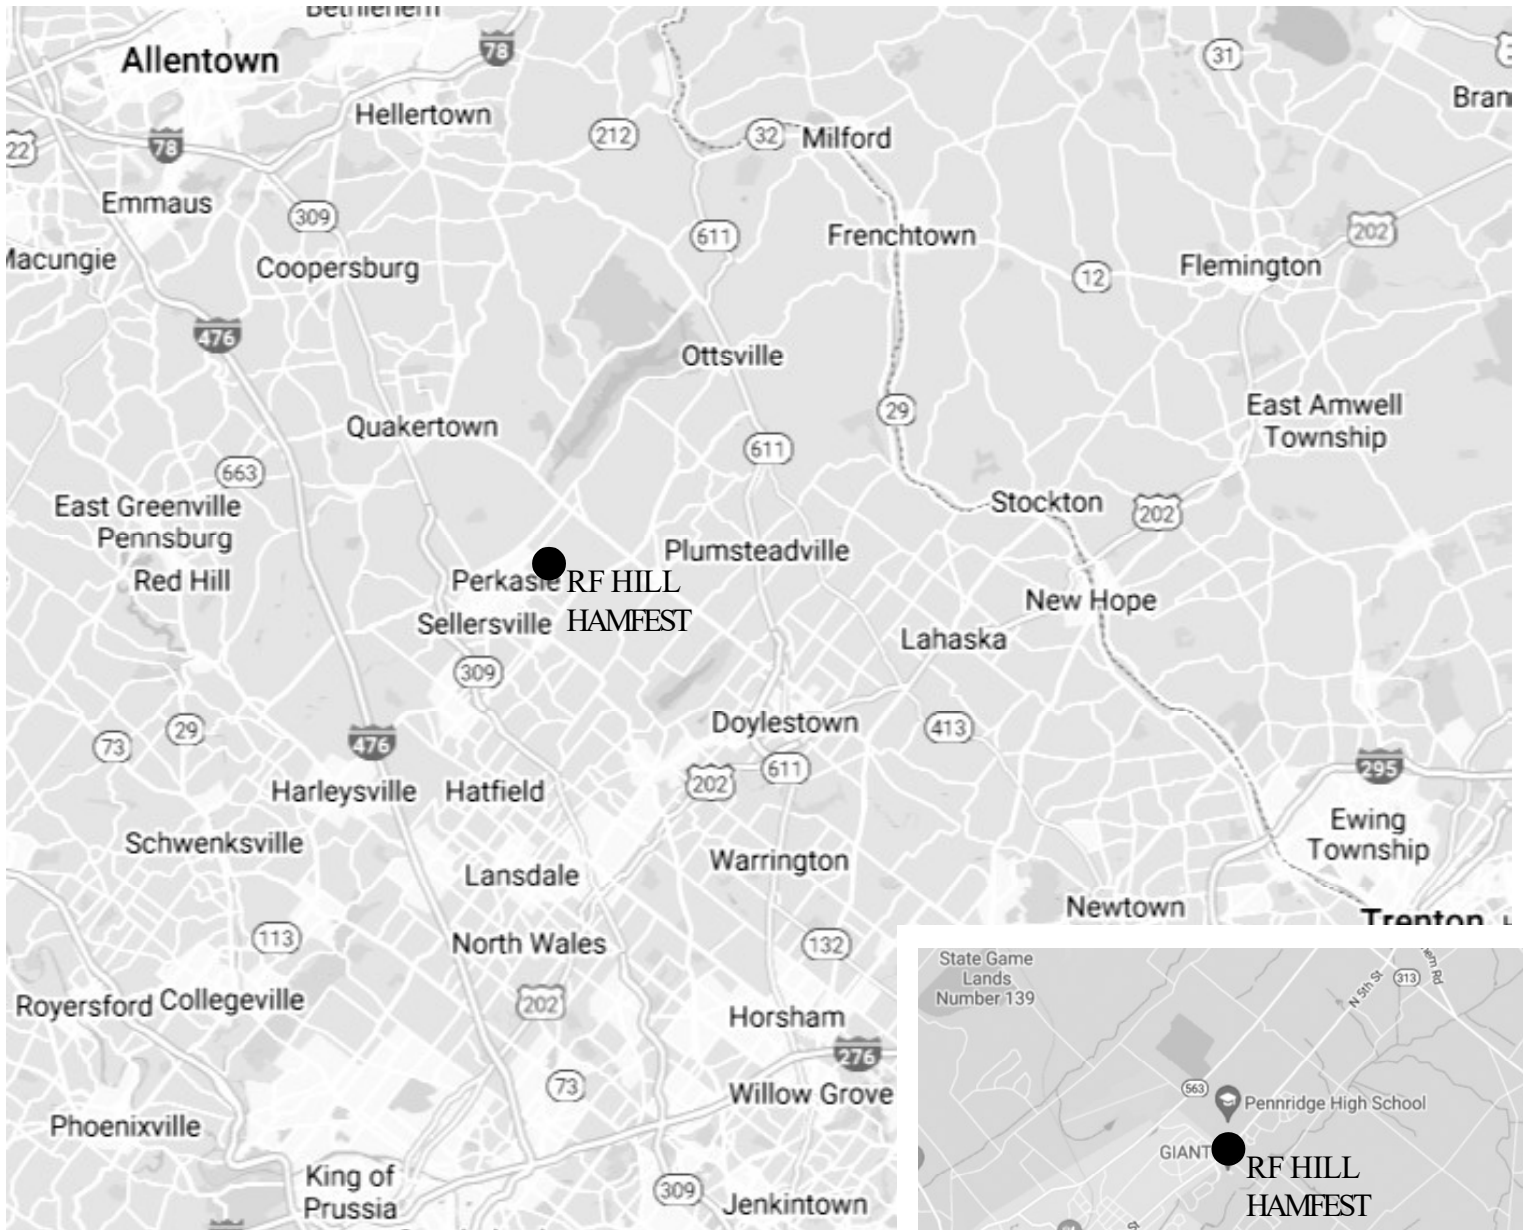 Bethlehem
Allentown
78
31
Hellertown
Bran
212
32
Milford
22
78
Emmaus
309
611
Frenchtown
202
Macungie
Coopersburg
12
Flemington
476
Ottsville
29
East Amwell
Township
Quakertown
611
663
East Greenville
Pennsburg
Stockton
202
Plumsteadville
Red Hill
Perkasie
RF HILL
HAMFEST
New Hope
Sellersville
Lahaska
309
Doylestown
413
29
73
476
202
611
295
Harleysville
Hatfield
Ewing
Township
Schwenksville
Warrington
Lansdale
Newtown
Trenton
113
North Wales
132
Royersford
Collegeville
202
Horsham
276
73
Willow Grove
Phoenixville
King of
Prussia
309
Jenkintown
State Game
Lands
Number 139
N 5th St
313
ern Rd
563
Pennridge High School
GIANT
RF HILL
HAMFEST
St